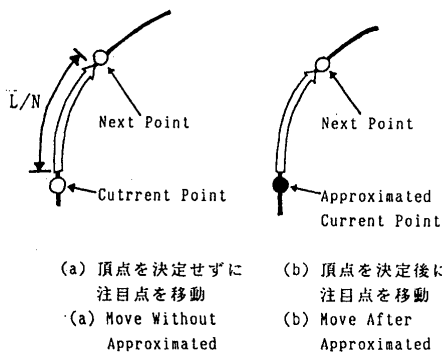 L/N
Next Point
Cutrrent Point
(a) 頂点を決定せずに
注目点を移動
(a) Move Without
Approximated
Next Point
Approximated
Current Point
(b) 頂点を決定後に
注目点を移動
(b) Move After
Approximated